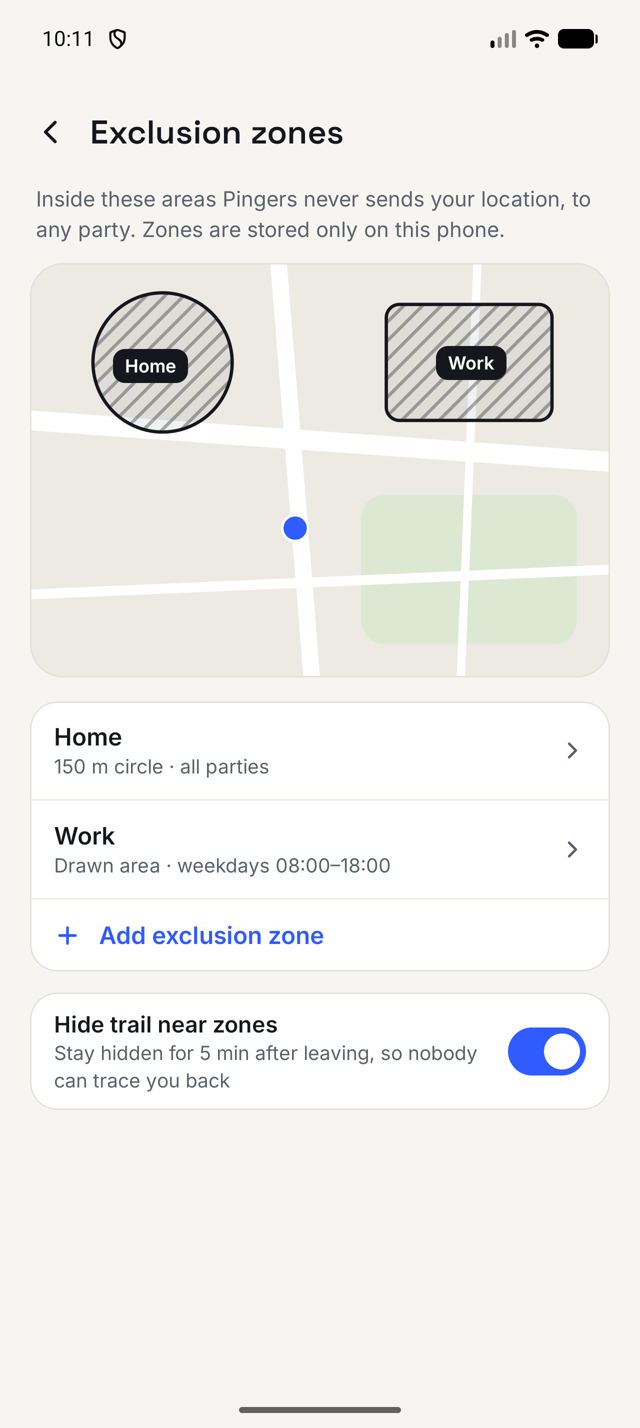 10:11
Exclusion zones
Inside these areas Pingers never sends your location, to
any party. Zones are stored only on this phone.
Home
Work
Home
150 m circle · all parties
Work
Drawn area · weekdays 08:00–18:00
+ Add exclusion zone
Hide trail near zones
Stay hidden for 5 min after leaving, so nobody
can trace you back